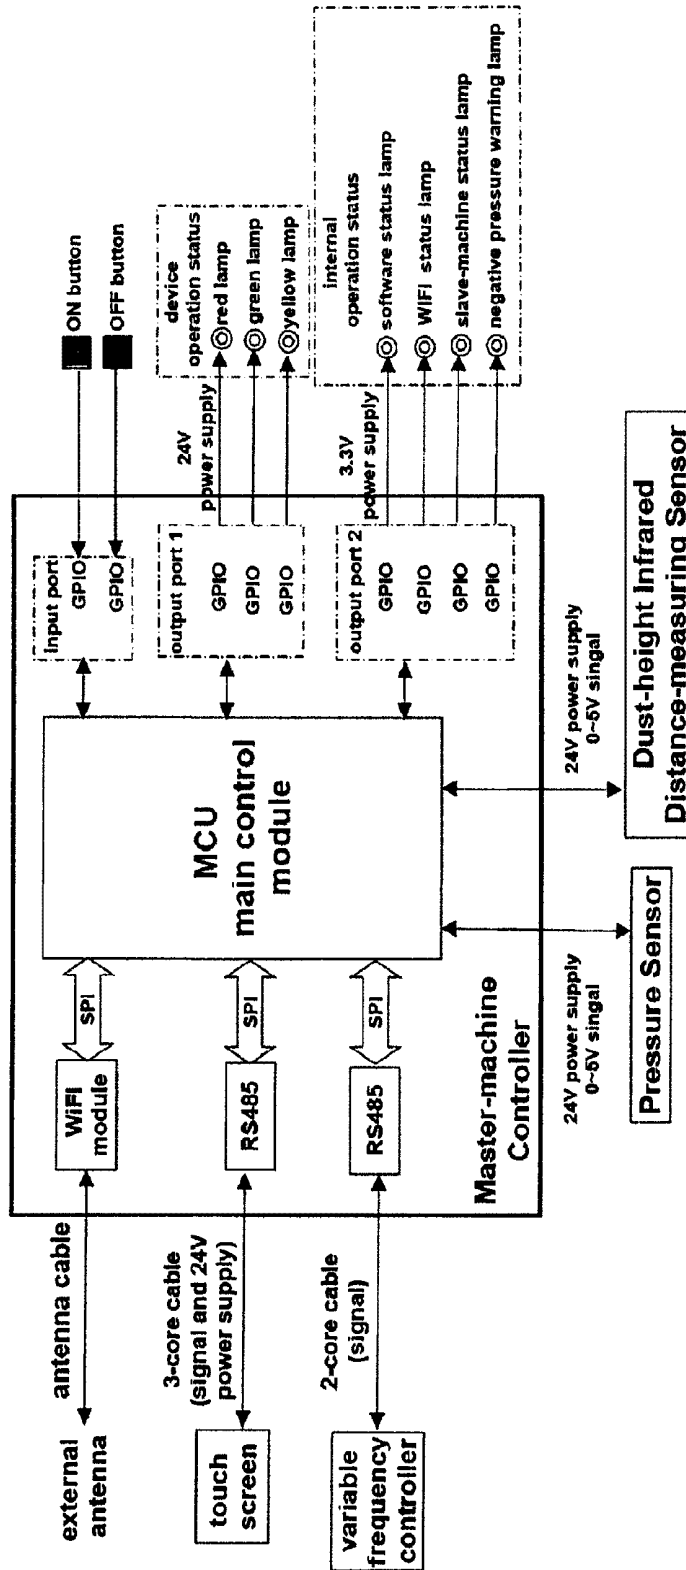 external
antenna
antenna cable
touch
screen
3-core cable
(signal and 24V
power supply)
variable
frequency
controller
2-core cable
(signal)
WiFI
module
SPI
RS485
SPI
RS485
SPI
Master-machine
Controller
MCU
main control
module
Input port
GPIO
GPIO
output port 1
GPIO
GPIO
GPIO
output port 2
GPIO
GPIO
GPIO
GPIO
ON button
OFF button
24V
power supply
device
operation status
red lamp
green lamp
yellow lamp
3.3V
power supply
internal
operation status
software status lamp
WIFI status lamp
slave-machine status lamp
negative pressure warning lamp
24V power supply
0~5V singal
Pressure Sensor
24V power supply
0~5V singal
Dust-height Infrared
Distance-measuring Sensor